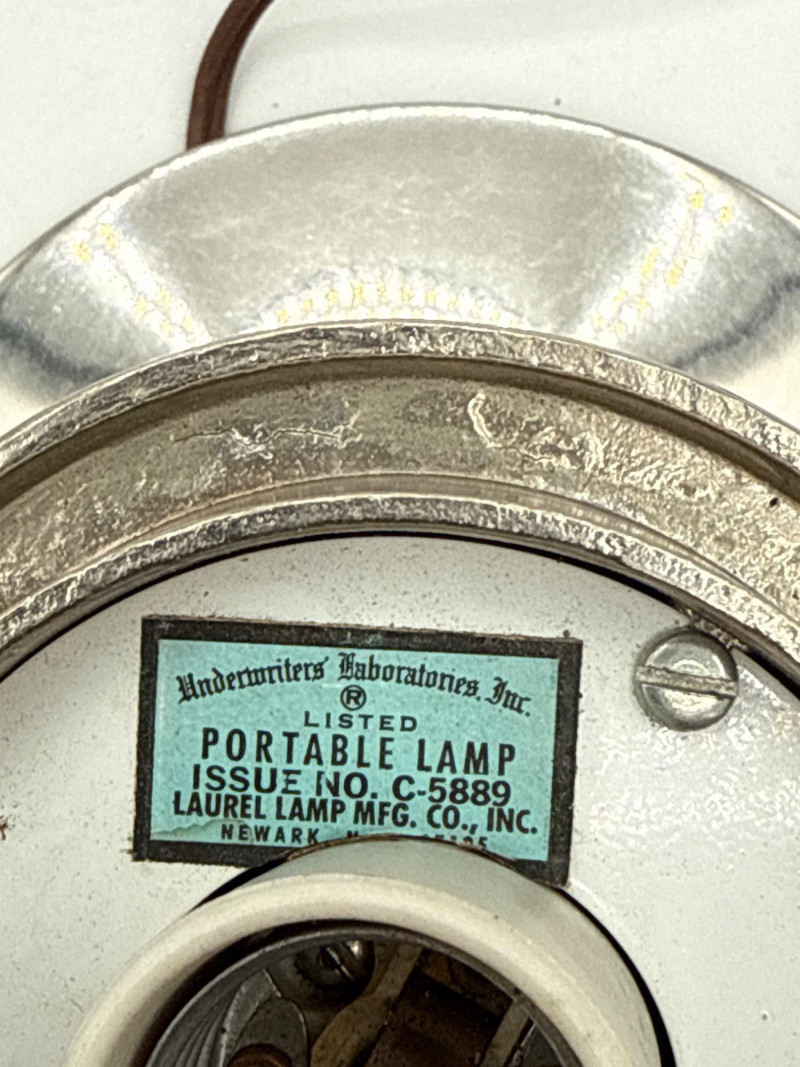 Underwriters' Laboratories, Inc.
®
LISTED
PORTABLE LAMP
ISSUE NO. C-5889
LAUREL LAMP MFG. CO., INC.
NEWARK